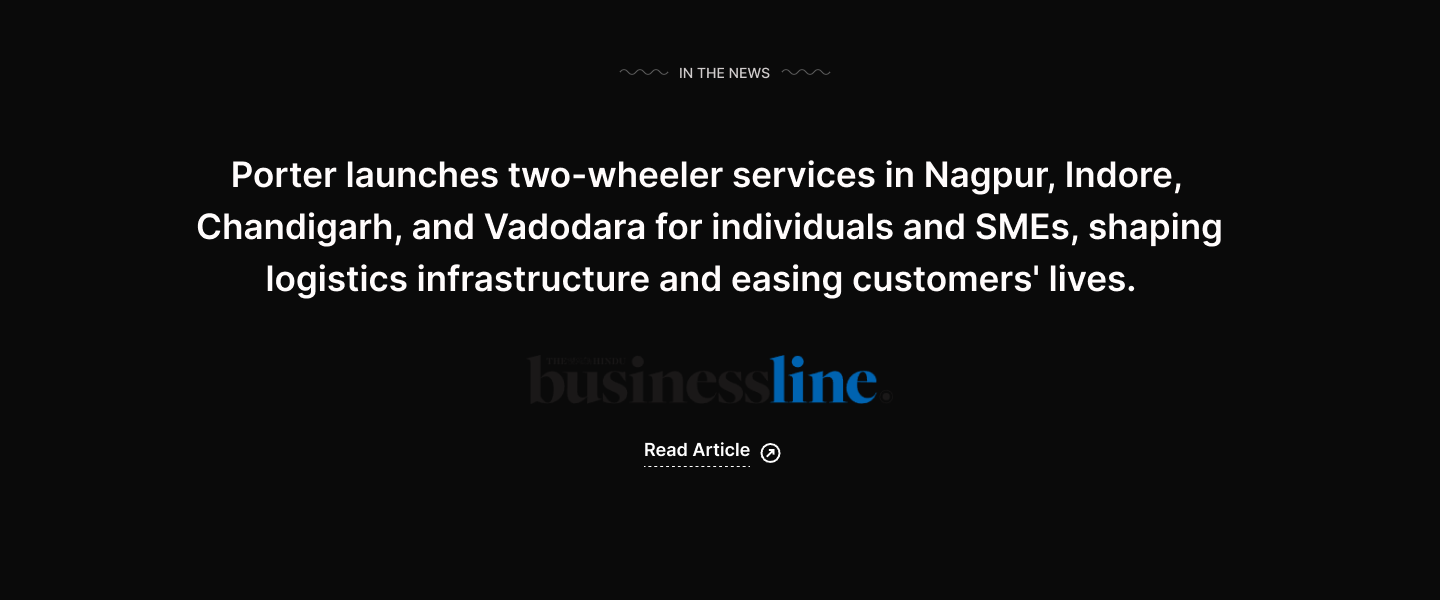 IN THE NEWS
Porter launches two-wheeler services in Nagpur, Indore,
Chandigarh, and Vadodara for individuals and SMEs, shaping
logistics infrastructure and easing customers' lives.
businessline.
Read Article